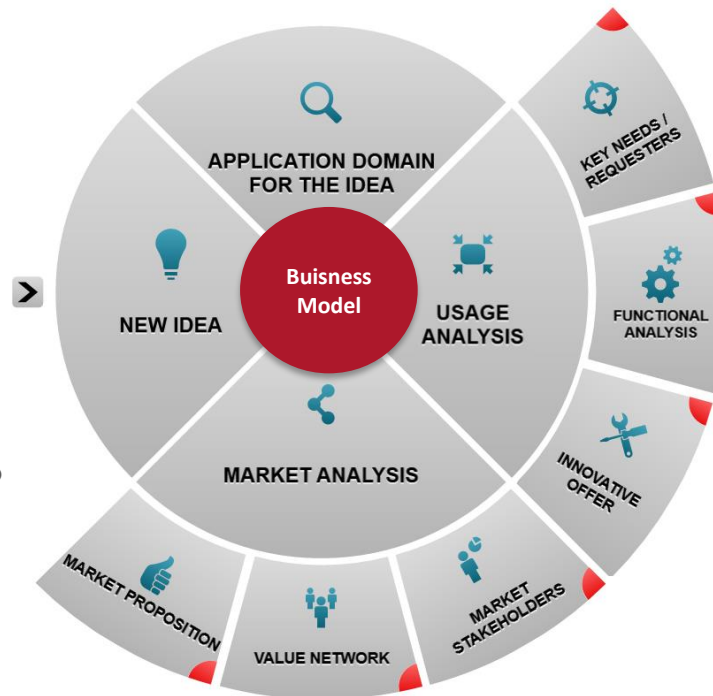 APPLICATION DOMAIN
FOR THE IDEA
KEY NEEDS /
REQUESTERS
NEW IDEA
Buisness
Model
USAGE
ANALYSIS
FUNCTIONAL
ANALYSIS
MARKET ANALYSIS
INNOVATIVE
OFFER
MARKET PROPOSITION
VALUE NETWORK
MARKET
STAKEHOLDERS